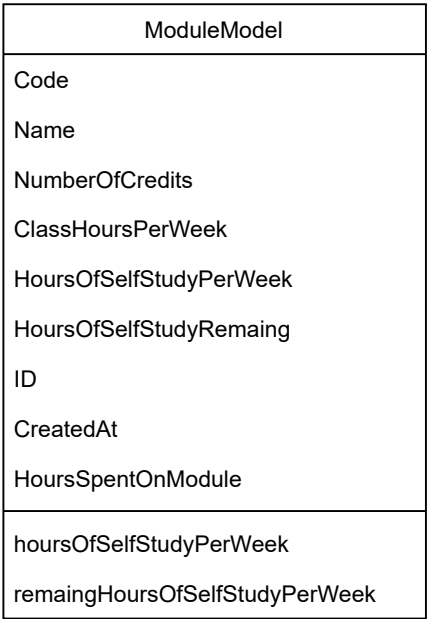 ModuleModel
Code
Name
NumberOfCredits
ClassHoursPerWeek
HoursOfSelfStudyPerWeek
HoursOfSelfStudyRemaing
ID
CreatedAt
HoursSpentOnModule
hoursOfSelfStudyPerWeek
remaingHoursOfSelfStudyPerWeek